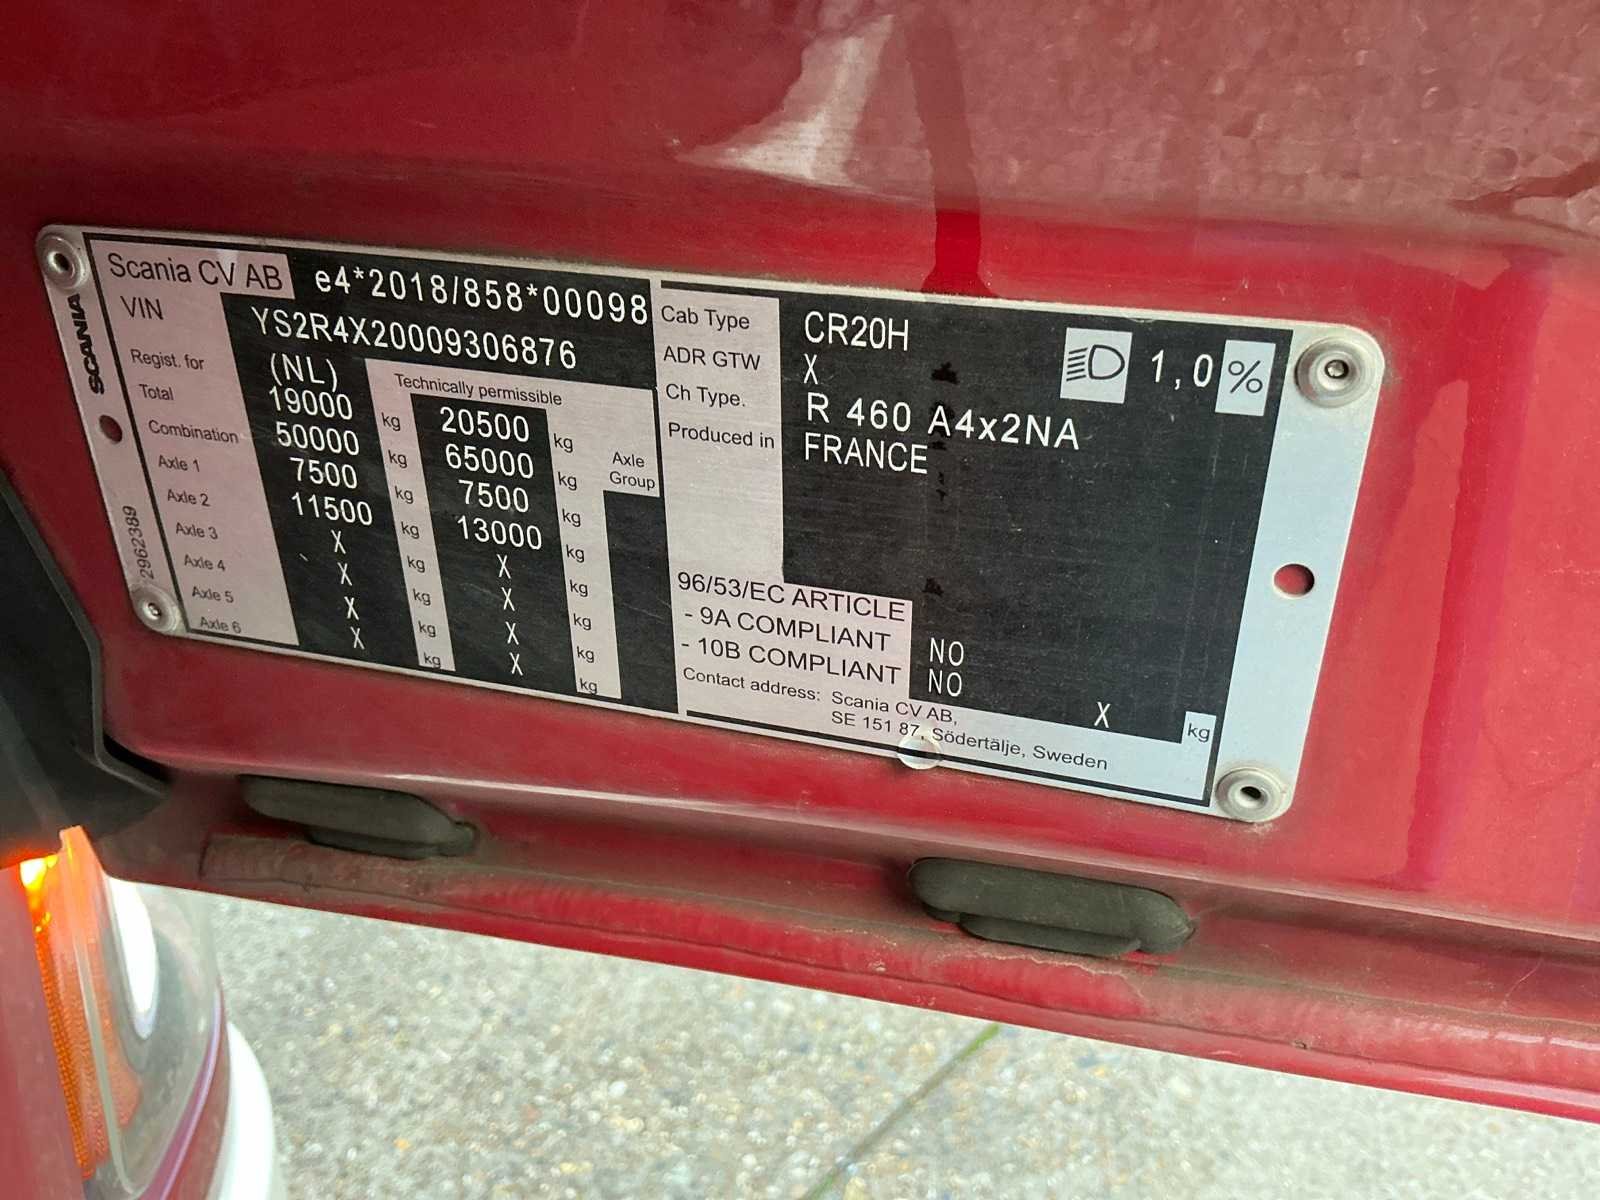 SCANIA
2962389
Scania CV AB e4*2018/858*00098
VIN YS2R4X20009306876
Regist. for (NL) Technically permissible
Total 19000 kg 20500 kg
Combination 50000 kg 65000 kg Axle Group
Axle 1 7500 kg 7500 kg
Axle 2 11500 kg 13000 kg
Axle 3 X kg X kg
Axle 4 X kg X kg
Axle 5 X kg X kg
Axle 6 X kg X kg
Cab Type CR20H 1,0 %
ADR GTW X
Ch Type. R 460 A4x2NA
Produced in FRANCE
96/53/EC ARTICLE
- 9A COMPLIANT NO
- 10B COMPLIANT NO
X kg
Contact address: Scania CV AB,
SE 151 87, Södertälje, Sweden